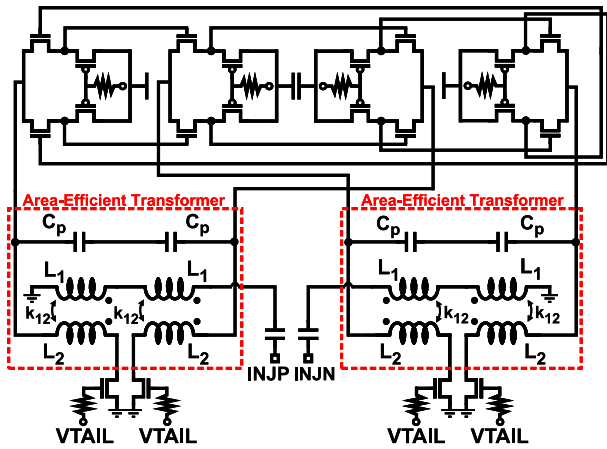 Area-Efficient Transformer Area-Efficient Transformer
Cp Cp Cp Cp
L1 L1 L1 L1
k12 k12 k12 k12
L2 L2 L2 L2
INJP INJN
VTAIL VTAIL VTAIL VTAIL